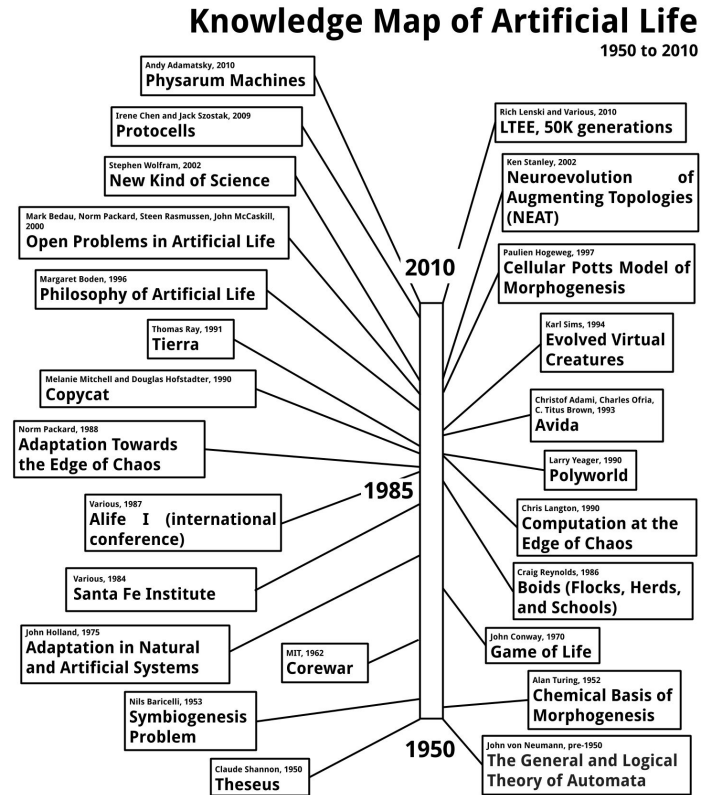 Knowledge Map of Artificial Life
1950 to 2010
Andy Adamatsky, 2010
Physarum Machines
Irene Chen and Jack Szostak, 2009
Protocells
Stephen Wolfram, 2002
New Kind of Science
Mark Bedau, Norm Packard, Steen Rasmussen, John McCaskill,
2000
Open Problems in Artificial Life
Margaret Boden, 1996
Philosophy of Artificial Life
Thomas Ray, 1991
Tierra
Melanie Mitchell and Douglas Hofstadter, 1990
Copycat
Norm Packard, 1988
Adaptation Towards
the Edge of Chaos
Various, 1987
Alife I (international
conference)
Various, 1984
Santa Fe Institute
John Holland, 1975
Adaptation in Natural
and Artificial Systems
MIT, 1962
Corewar
Nils Baricelli, 1953
Symbiogenesis
Problem
Claude Shannon, 1950
Theseus
2010
1985
1950
Rich Lenski and Various, 2010
LTEE, 50K generations
Ken Stanley, 2002
Neuroevolution of
Augmenting Topologies
(NEAT)
Paulien Hogeweg, 1997
Cellular Potts Model of
Morphogenesis
Karl Sims, 1994
Evolved Virtual
Creatures
Christof Adami, Charles Ofria,
C. Titus Brown, 1993
Avida
Larry Yeager, 1990
Polyworld
Chris Langton, 1990
Computation at the
Edge of Chaos
Craig Reynolds, 1986
Boids (Flocks, Herds,
and Schools)
John Conway, 1970
Game of Life
Alan Turing, 1952
Chemical Basis of
Morphogenesis
John von Neumann, pre-1950
The General and Logical
Theory of Automata